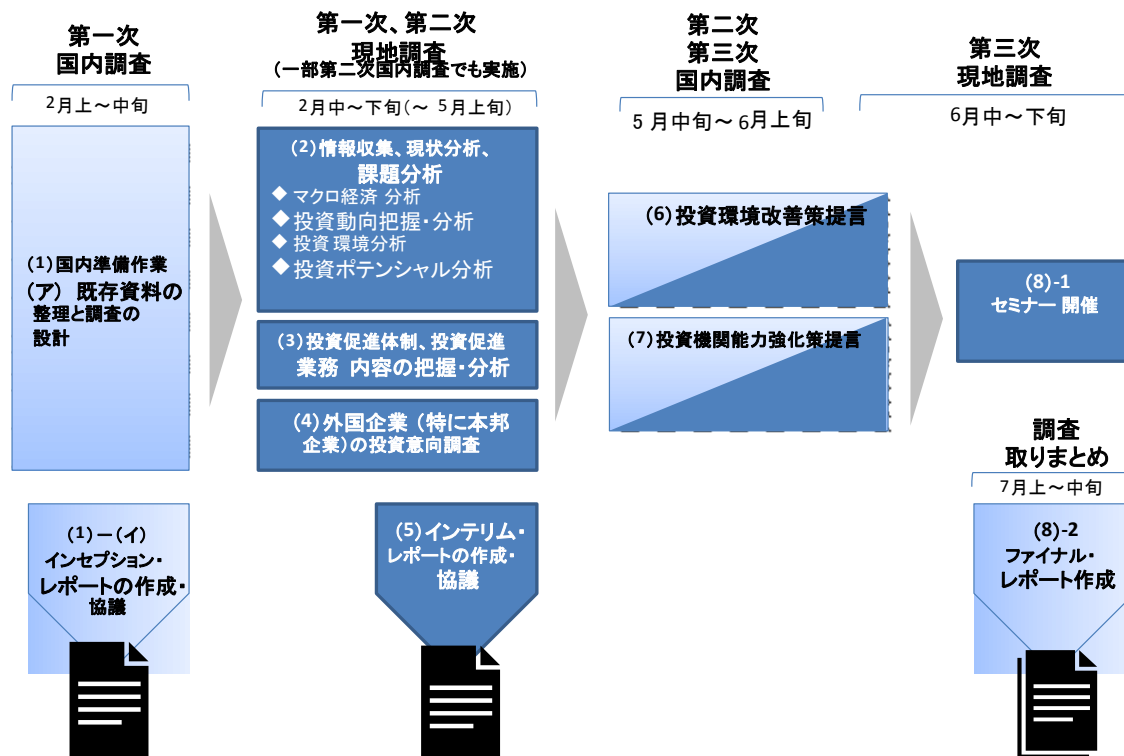 第一次
国内調査
2月上~中旬
(1)国内準備作業
(ア) 既存資料の
整理と調査の
設計
(1)-(イ)
インセプション・
レポートの作成・
協議
第一次、第二次
現地調査
(一部第二次国内調査でも実施)
2月中~下旬(~ 5月上旬)
(2)情報収集、現状分析、
課題分析
◆ マクロ経済 分析
◆ 投資動向把握・分析
◆ 投資 環境分析
◆ 投資ポテンシャル分析
(3)投資促進体制、投資促進
業務 内容の把握・分析
(4)外国企業 (特に本邦
企業)の投資意向調査
(5)インテリム・
レポートの作成・
協議
第二次
第三次
国内調査
5 月中旬~ 6月上旬
(6)投資環境改善策提言
(7)投資機関能力強化策提言
第三次
現地調査
6月中~下旬
(8)-1
セミナー 開催
調査
取りまとめ
7月上~中旬
(8)-2
ファイナル・
レポート作成